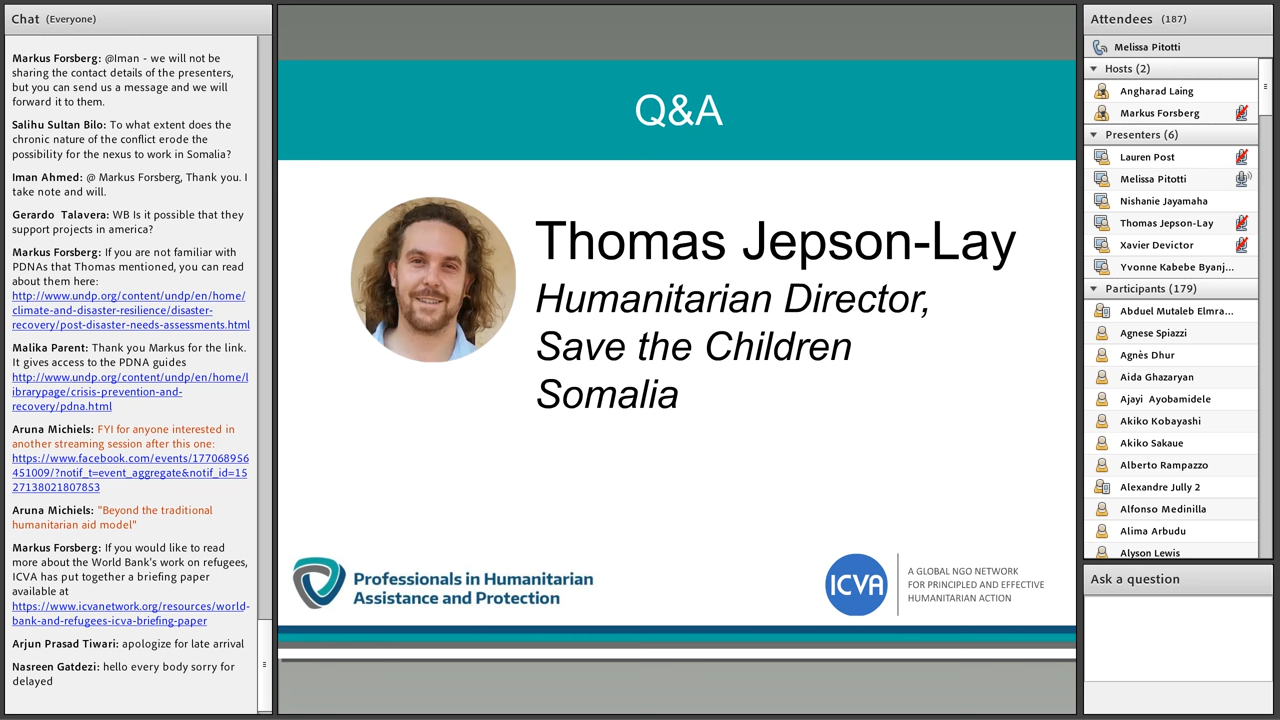 Chat (Everyone)
Markus Forsberg: @Iman - we will not be
sharing the contact details of the presenters,
but you can send us a message and we will
forward it to them.
Salihu Sultan Bilo: To what extent does the
chronic nature of the conflict erode the
possibility for the nexus to work in Somalia?
Iman Ahmed: @ Markus Forsberg, Thank you. I
take note and will.
Gerardo Talavera: WB Is it possible that they
support projects in america?
Markus Forsberg: If you are not familiar with
PDNAs that Thomas mentioned, you can read
about them here:
http://www.undp.org/content/undp/en/home/
climate-and-disaster-resilience/disaster-
recovery/post-disaster-needs-assessments.html
Malika Parent: Thank you Markus for the link.
It gives access to the PDNA guides
http://www.undp.org/content/undp/en/home/l
ibrarypage/crisis-prevention-and-
recovery/pdna.html
Aruna Michiels: FYI for anyone interested in
another streaming session after this one:
https://www.facebook.com/events/177068956
451009/?notif_t=event_aggregate&notif_id=15
27138021807853
Aruna Michiels: "Beyond the traditional
humanitarian aid model"
Markus Forsberg: If you would like to read
more about the World Bank's work on refugees,
ICVA has put together a briefing paper
available at
https://www.icvanetwork.org/resources/world-
bank-and-refugees-icva-briefing-paper
Arjun Prasad Tiwari: apologize for late arrival
Nasreen Gatdezi: hello every body sorry for
delayed
Q&A
Thomas Jepson-Lay
Humanitarian Director,
Save the Children
Somalia
Professionals in Humanitarian
Assistance and Protection
ICVA
A GLOBAL NGO NETWORK
FOR PRINCIPLED AND EFFECTIVE
HUMANITARIAN ACTION
Attendees (187)
Melissa Pitotti
Hosts (2)
Angharad Laing
Markus Forsberg
Presenters (6)
Lauren Post
Melissa Pitotti
Nishanie Jayamaha
Thomas Jepson-Lay
Xavier Devictor
Yvonne Kabebe Byanj...
Participants (179)
Abduel Mutaleb Elmra...
Agnese Spiazzi
Agnès Dhur
Aida Ghazaryan
Ajayi Ayobamidele
Akiko Kobayashi
Akiko Sakaue
Alberto Rampazzo
Alexandre Jully 2
Alfonso Medinilla
Alima Arbudu
Alyson Lewis
Ask a question